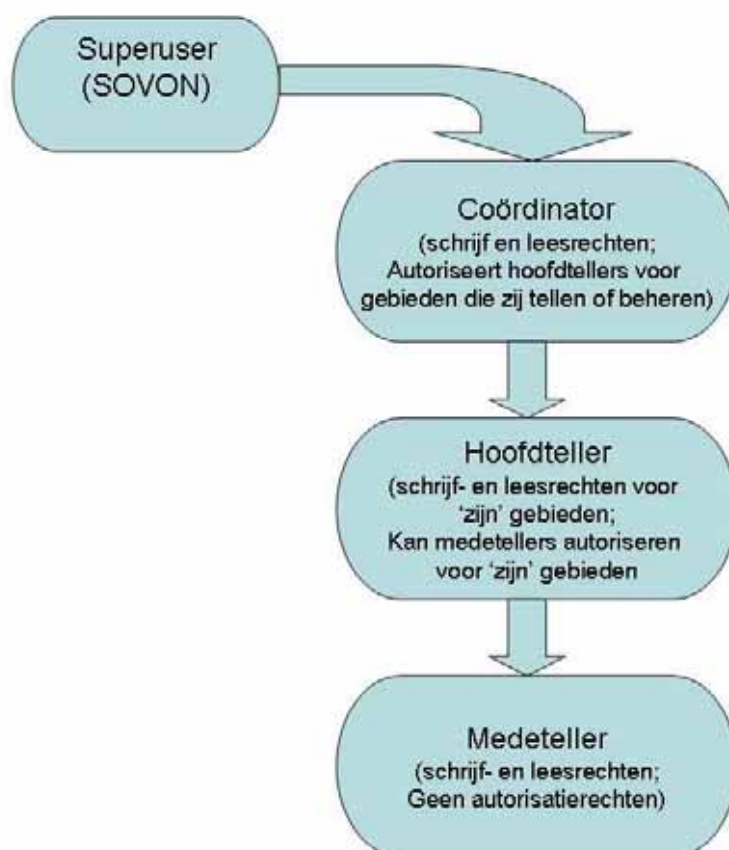 Superuser
(SOVON)
Coördinator
(schrijf en leesrechten;
Autoriseert hoofdtellers voor
gebieden die zij tellen of beheren)
Hoofdteller
(schrijf- en leesrechten voor
‘zijn’ gebieden;
Kan medetellers autoriseren
voor ‘zijn’ gebieden
Medeteller
(schrijf- en leesrechten;
Geen autorisatierechten)